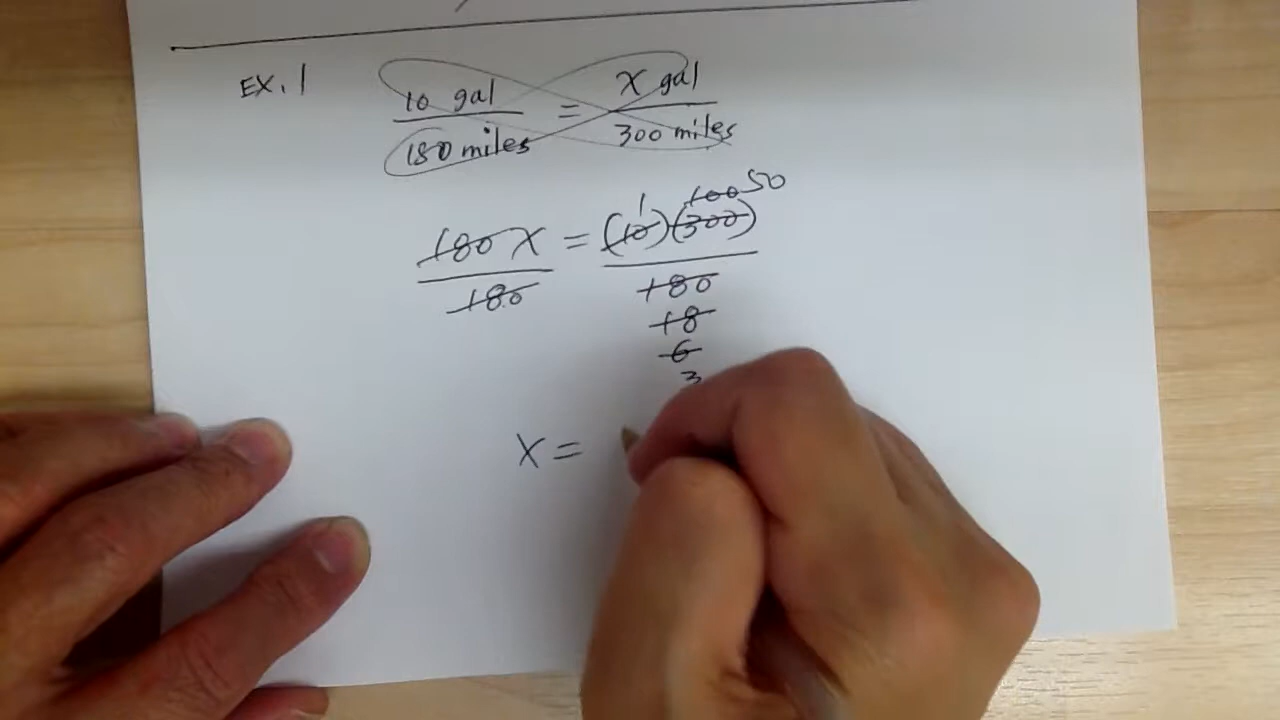 EX. 1
10 gal = x gal
180 miles 300 miles
1 100 50
180 x = (10)(300)
180 180
18
6
3
x =